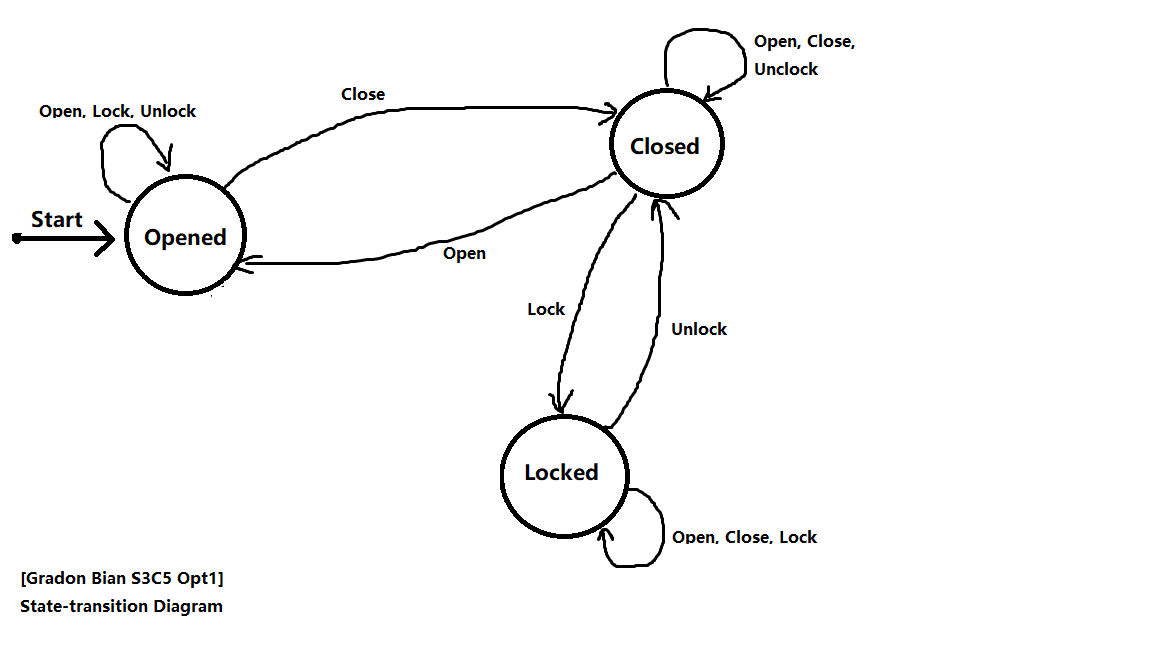 Open, Close,
Unclock
Close
Open, Lock, Unlock
Closed
Start
Opened
Open
Lock
Unlock
Locked
Open, Close, Lock
[Gradon Bian S3C5 Opt1]
State-transition Diagram